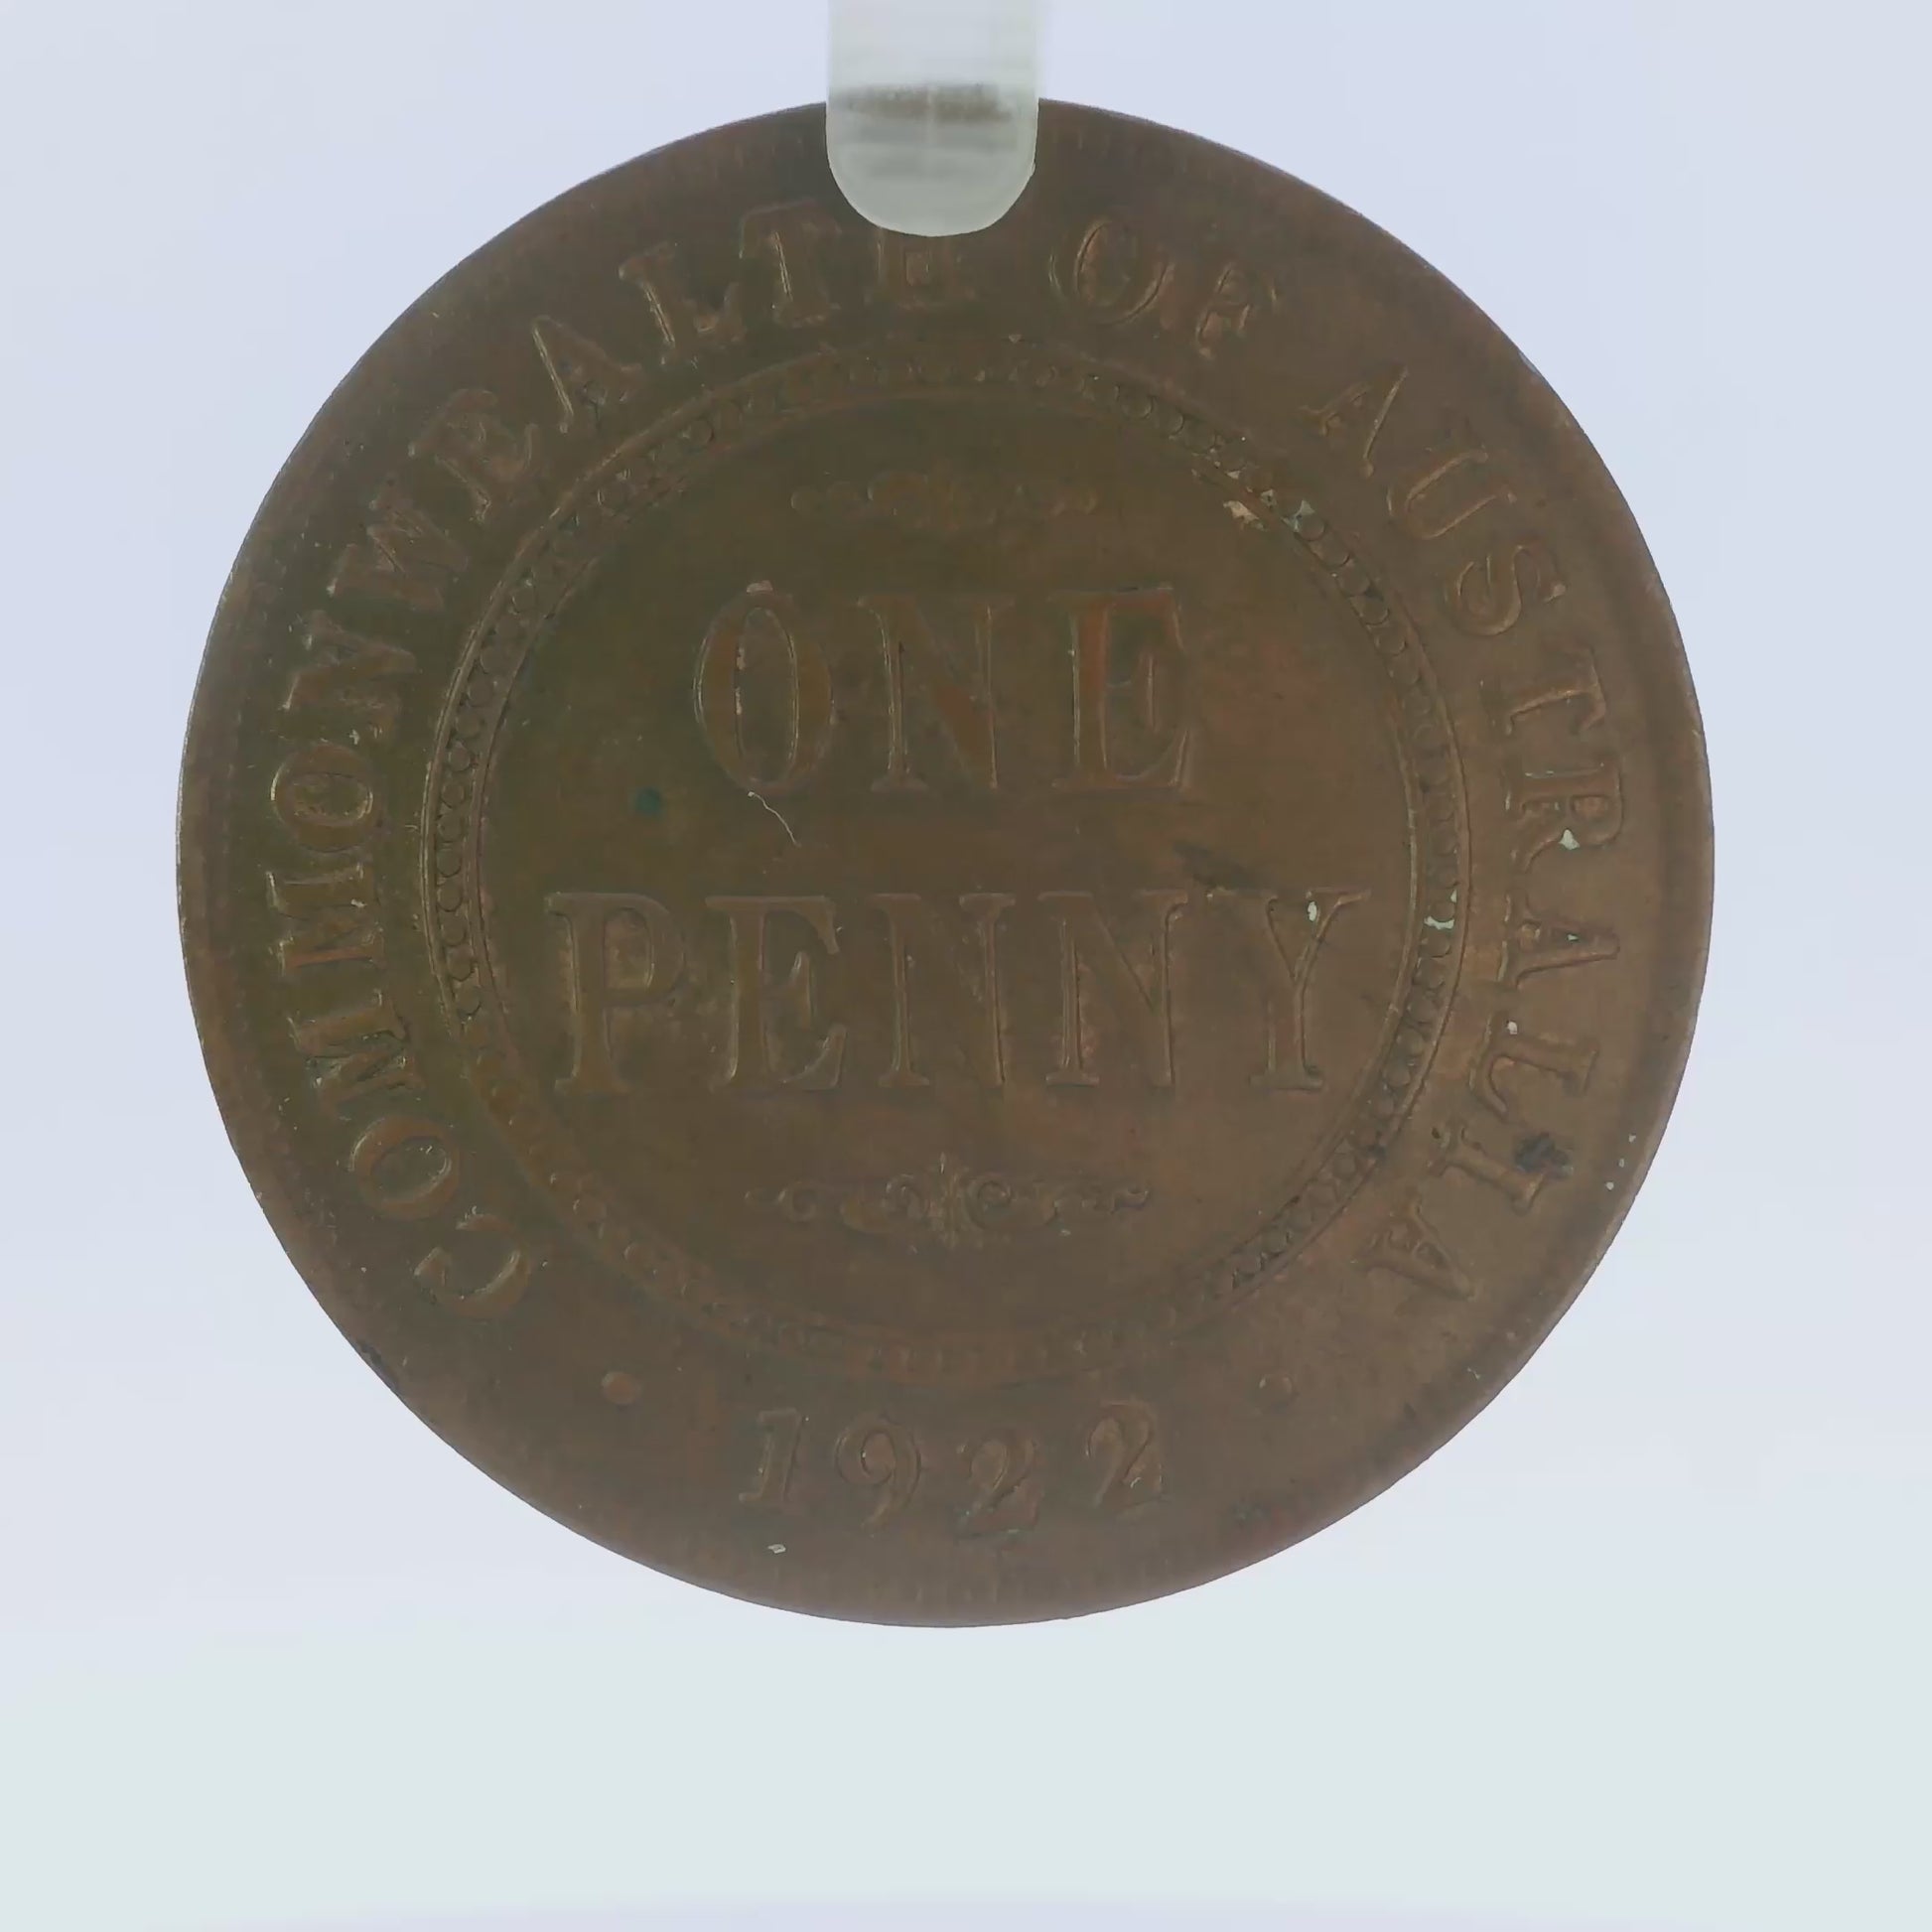 COMMONWEALTH OF AUSTRALIA
ONE
PENNY
1922